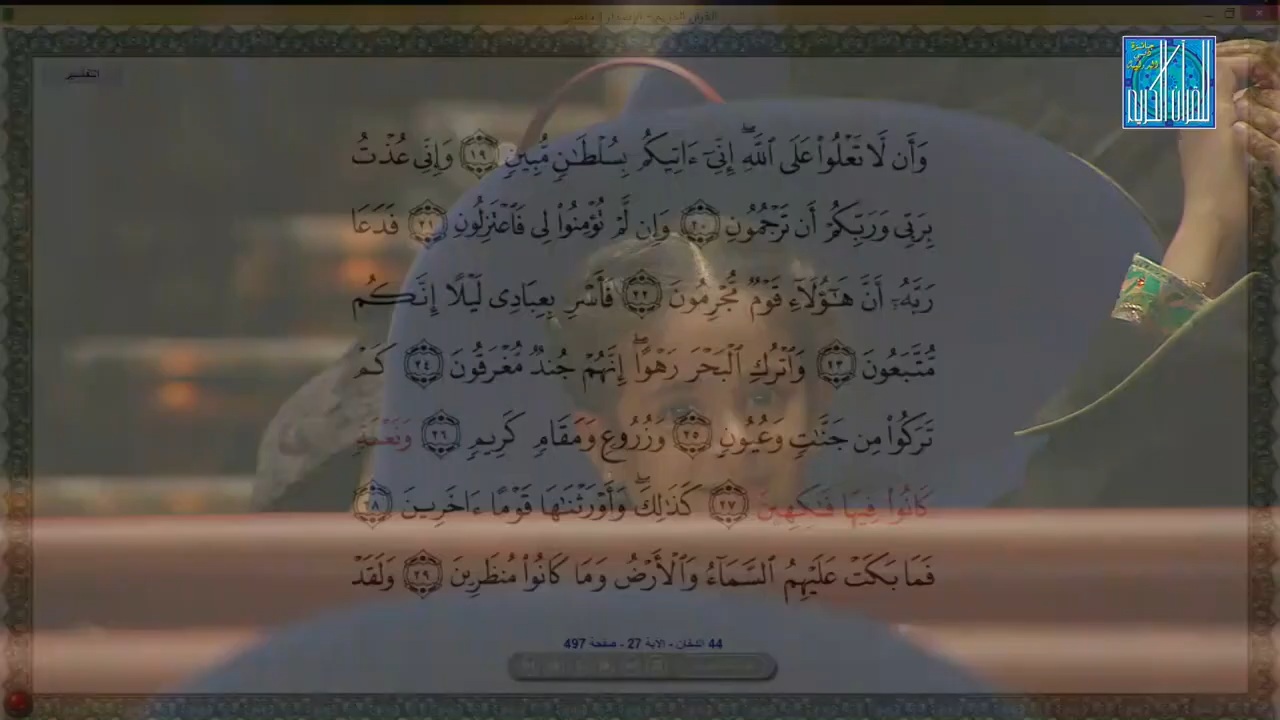 التفسير
وَأَن لَّا تَعْلُوا۟ عَلَى ٱللَّهِ ۖ إِنِّىٓ ءَاتِيكُم بِسُلْطَـٰنٍ مُّبِينٍ ١٩ وَإِنِّى عُذْتُ
بِرَبِّى وَرَبِّكُمْ أَن تَرْجُمُونِ ٢٠ وَإِن لَّمْ تُؤْمِنُوا۟ لِى فَٱعْتَزِلُونِ ٢١ فَدَعَا
رَبَّهُۥٓ أَنَّ هَـٰٓؤُلَآءِ قَوْمٌ مُّجْرِمُونَ ٢٢ فَأَسْرِ بِعِبَادِى لَيْلًا إِنَّكُم
مُّتَّبَعُونَ ٢٣ وَٱتْرُكِ ٱلْبَحْرَ رَهْوًا ۖ إِنَّهُمْ جُندٌ مُّغْرَقُونَ ٢٤ كَمْ
تَرَكُوا۟ مِن جَنَّـٰتٍ وَعُيُونٍ ٢٥ وَزُرُوعٍ وَمَقَامٍ كَرِيمٍ ٢٦ وَنَعْمَةٍ
كَانُوا۟ فِيهَا فَـٰكِهِينَ ٢٧ كَذَٰلِكَ ۖ وَأَوْرَثْنَـٰهَا قَوْمًا ءَاخَرِينَ ٢٨
فَمَا بَكَتْ عَلَيْهِمُ ٱلسَّمَآءُ وَٱلْأَرْضُ وَمَا كَانُوا۟ مُنظَرِينَ ٢٩ وَلَقَدْ
44 الدخان - الآية 27 - صفحة 497